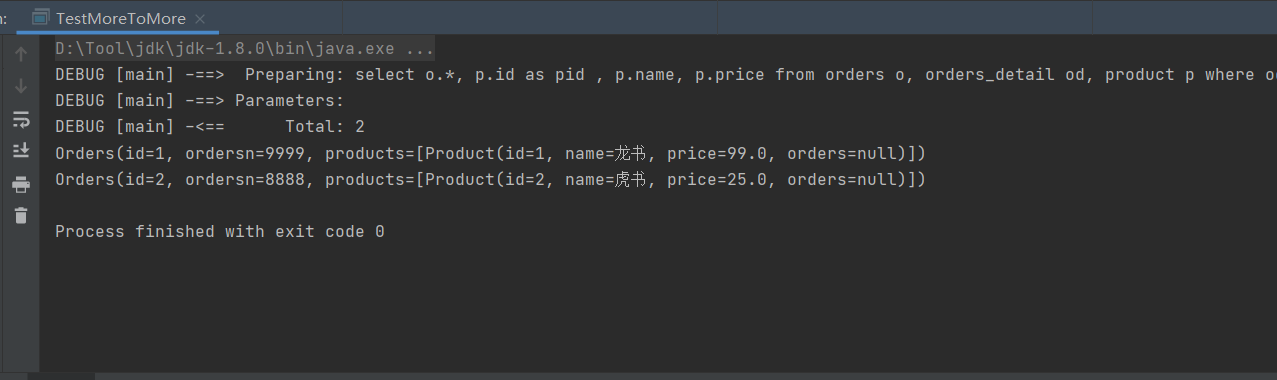 n: TestMoreToMore ×
D:\Tool\jdk\jdk-1.8.0\bin\java.exe ...
DEBUG [main] -==>  Preparing: select o.*, p.id as pid , p.name, p.price from orders o, orders_detail od, product p where o
DEBUG [main] -==> Parameters:
DEBUG [main] -<==      Total: 2
Orders(id=1, ordersn=9999, products=[Product(id=1, name=龙书, price=99.0, orders=null)])
Orders(id=2, ordersn=8888, products=[Product(id=2, name=虎书, price=25.0, orders=null)])
Process finished with exit code 0